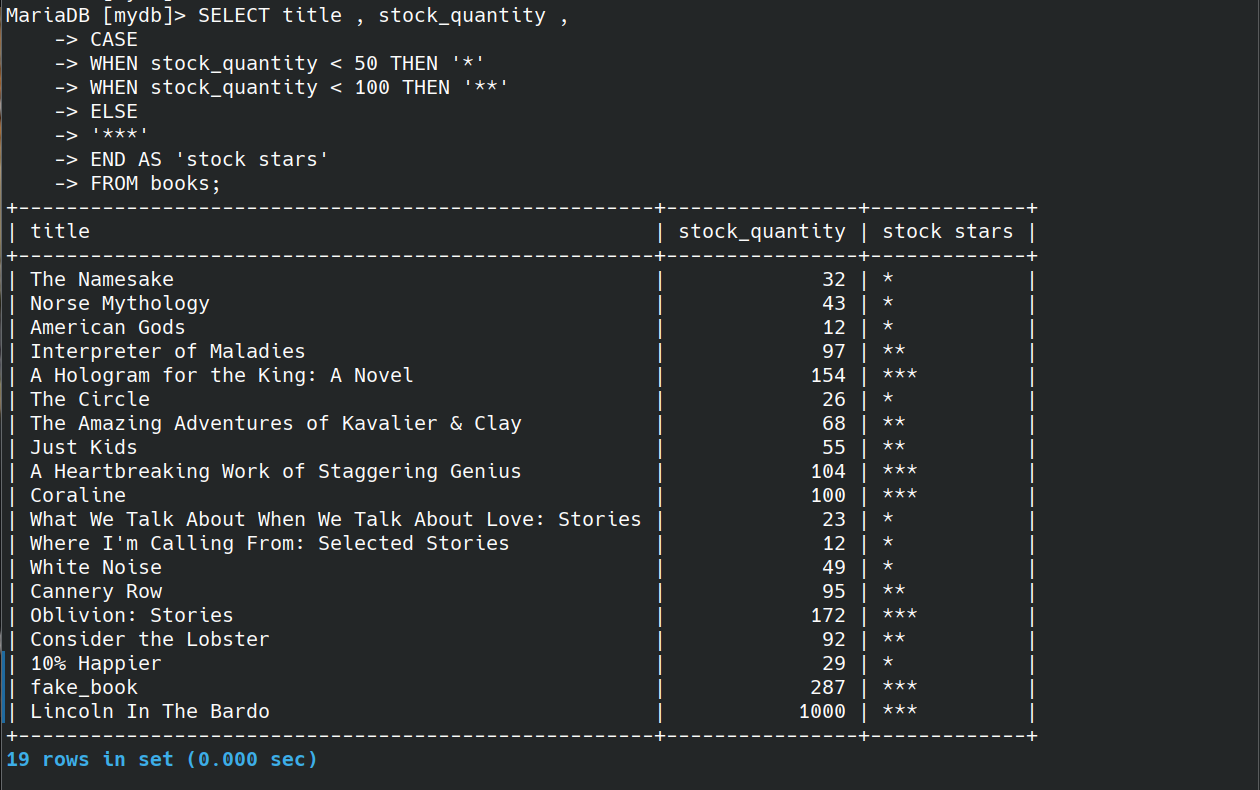 MariaDB [mydb]> SELECT title , stock_quantity ,
    -> CASE
    -> WHEN stock_quantity < 50 THEN '*'
    -> WHEN stock_quantity < 100 THEN '**'
    -> ELSE
    -> '***'
    -> END AS 'stock stars'
    -> FROM books;
+-----------------------------------------------------+----------------+-------------+
| title                                               | stock_quantity | stock stars |
+-----------------------------------------------------+----------------+-------------+
| The Namesake                                        |             32 | *           |
| Norse Mythology                                     |             43 | *           |
| American Gods                                       |             12 | *           |
| Interpreter of Maladies                             |             97 | **          |
| A Hologram for the King: A Novel                    |            154 | ***         |
| The Circle                                          |             26 | *           |
| The Amazing Adventures of Kavalier & Clay           |             68 | **          |
| Just Kids                                           |             55 | **          |
| A Heartbreaking Work of Staggering Genius           |            104 | ***         |
| Coraline                                            |            100 | ***         |
| What We Talk About When We Talk About Love: Stories |             23 | *           |
| Where I'm Calling From: Selected Stories            |             12 | *           |
| White Noise                                         |             49 | *           |
| Cannery Row                                         |             95 | **          |
| Oblivion: Stories                                   |            172 | ***         |
| Consider the Lobster                                |             92 | **          |
| 10% Happier                                         |             29 | *           |
| fake_book                                           |            287 | ***         |
| Lincoln In The Bardo                                |           1000 | ***         |
+-----------------------------------------------------+----------------+-------------+
19 rows in set (0.000 sec)